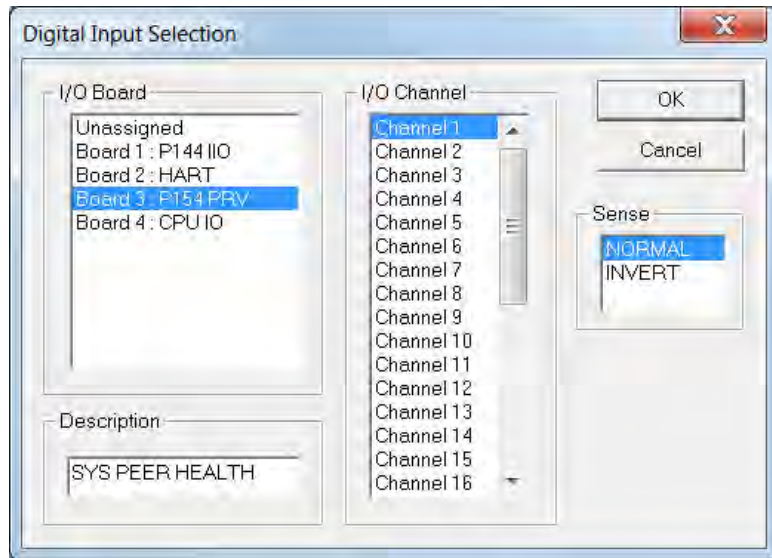 Digital Input Selection
I/O Board
Unassigned
Board 1 : P144 IIO
Board 2 : HART
Board 3 : P154 PRV
Board 4 : CPU IO
Description
SYS PEER HEALTH
I/O Channel
Channel 1
Channel 2
Channel 3
Channel 4
Channel 5
Channel 6
Channel 7
Channel 8
Channel 9
Channel 10
Channel 11
Channel 12
Channel 13
Channel 14
Channel 15
Channel 16
OK
Cancel
Sense
NORMAL
INVERT